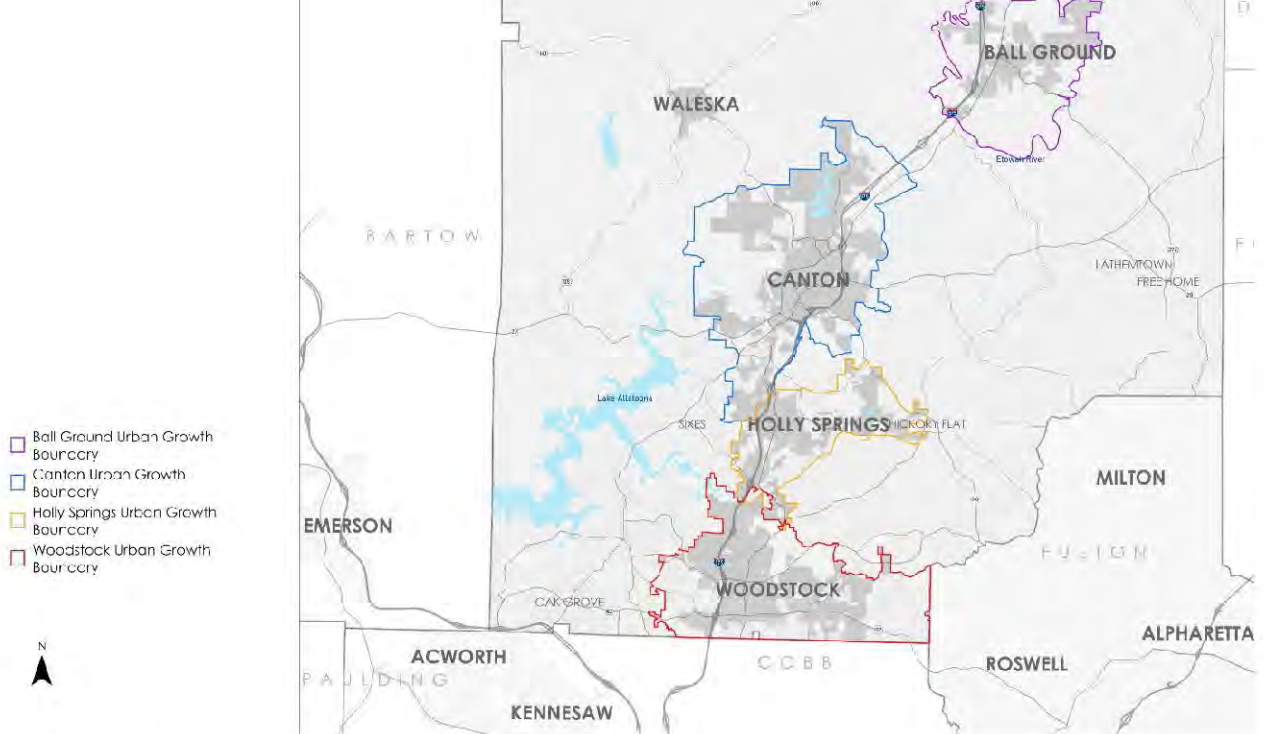 BALL GROUND
WALESKA
Etowah River
BARTOW
CANTON
LATHEMTOWN
FREE HOME
Lake Allatoona
SIXES
HOLLY SPRINGS
HICKORY FLAT
Ball Ground Urban Growth
Boundary
Canton Urban Growth
Boundary
Holly Springs Urban Growth
Boundary
Woodstock Urban Growth
Boundary
MILTON
EMERSON
FULTON
WOODSTOCK
OAK GROVE
N
ALPHARETTA
ACWORTH
COBB
ROSWELL
PAULDING
KENNESAW